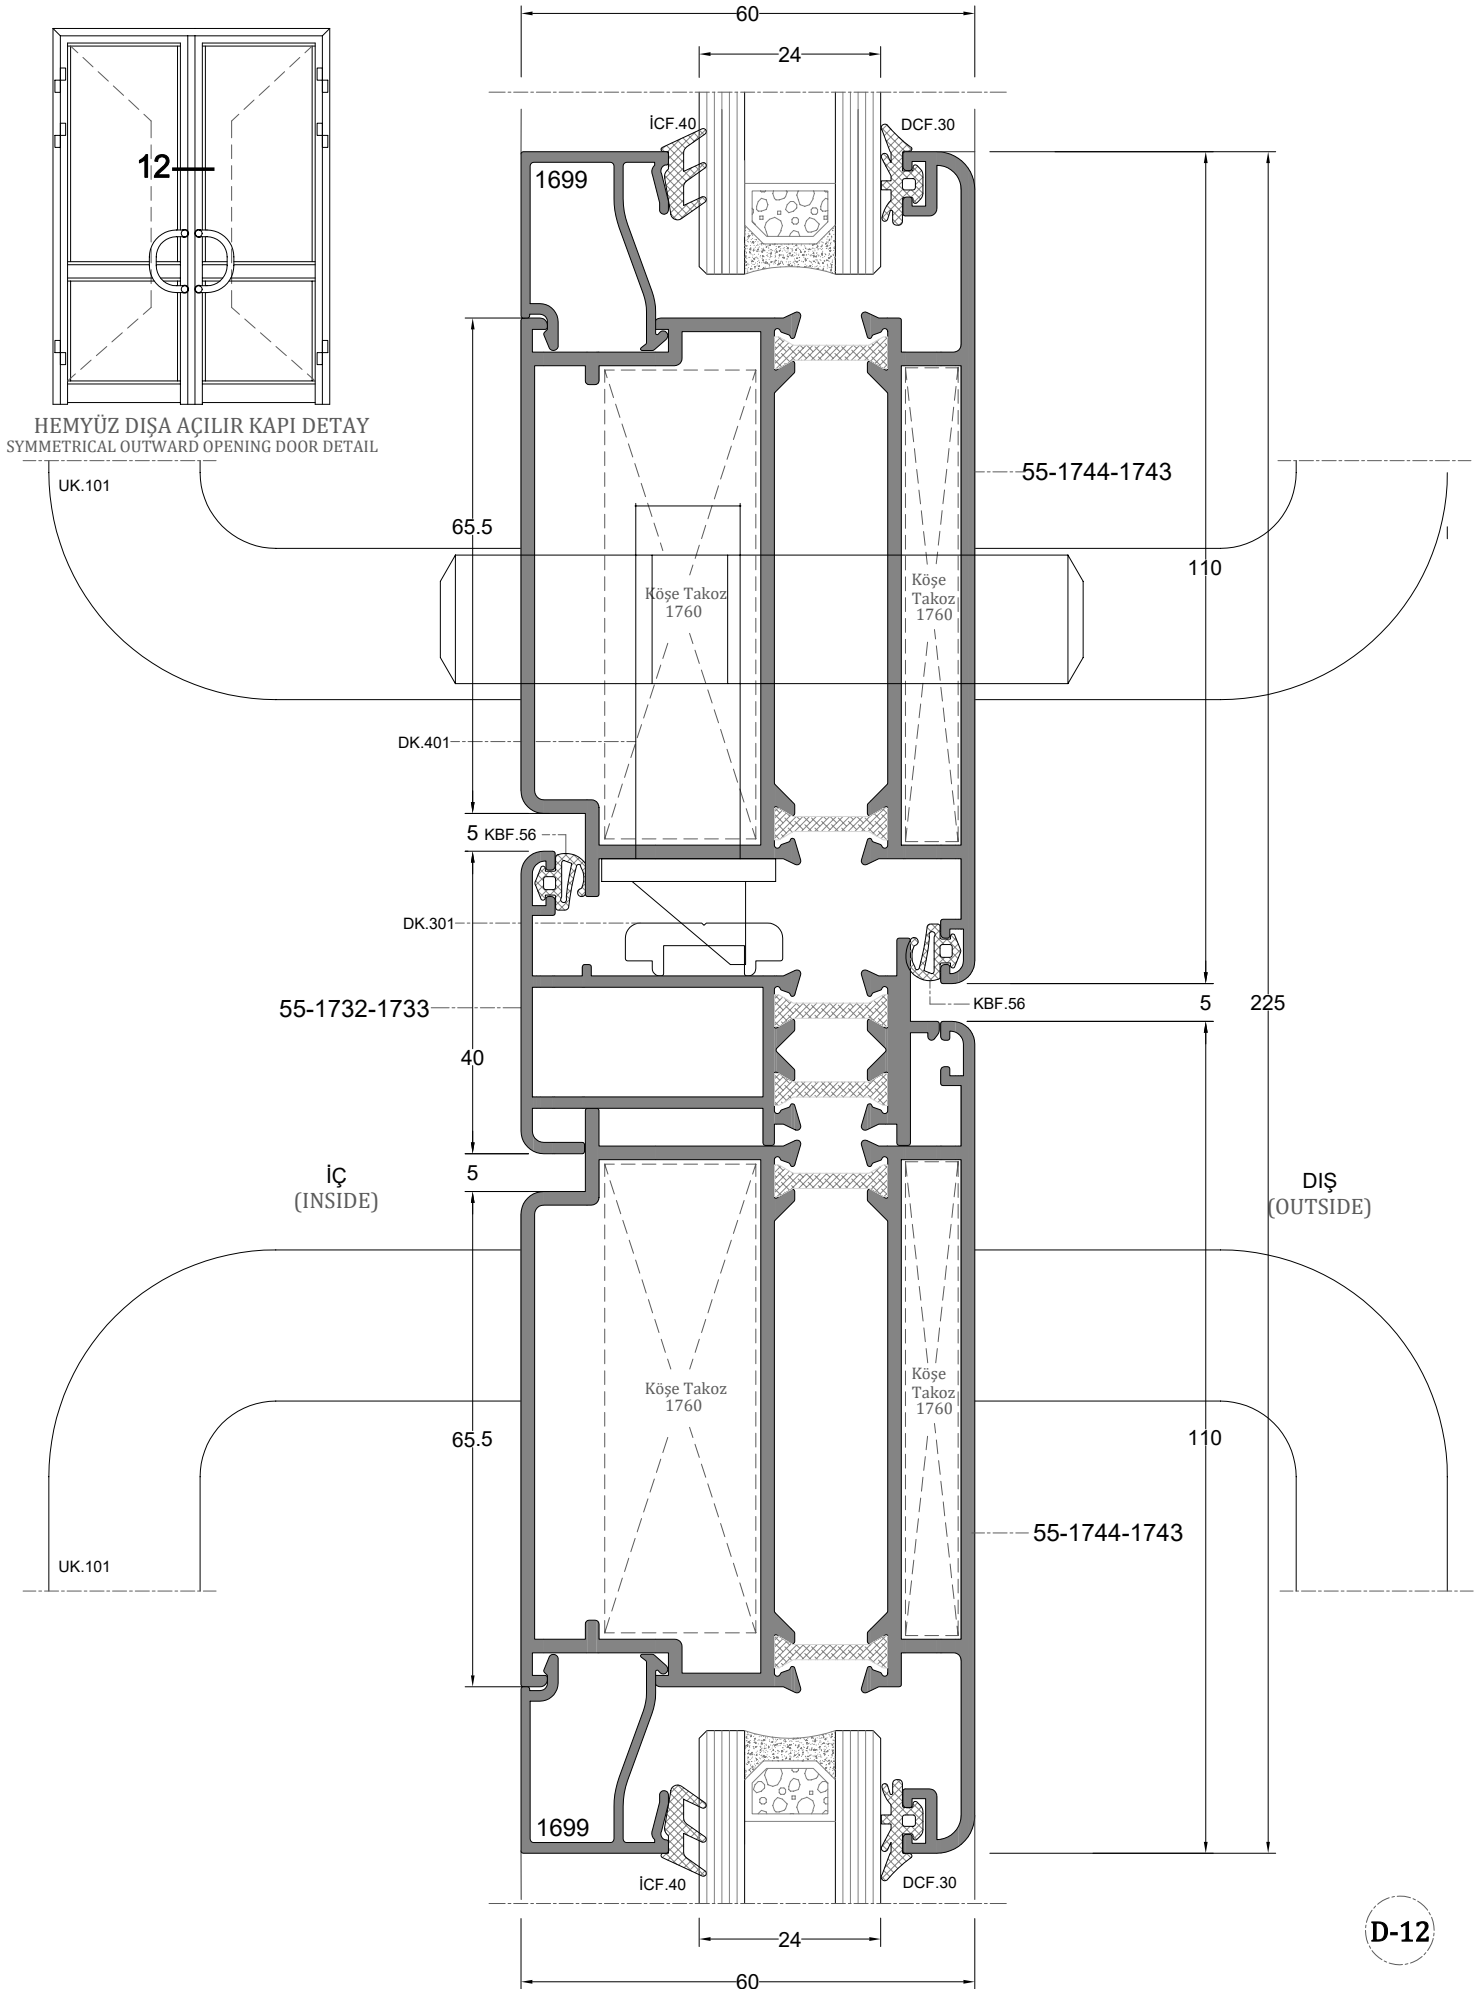 60
24
İCF.40
DCF.30
12
1699
HEMYÜZ DIŞA AÇILIR KAPI DETAY
SYMMETRICAL OUTWARD OPENING DOOR DETAIL
UK.101
55-1744-1743
65.5
110
Köşe Takoz
1760
Köşe
Takoz
1760
DK.401
5
KBF.56
DK.301
55-1732-1733
KBF.56
5
225
40
5
İÇ
(INSIDE)
DIŞ
(OUTSIDE)
Köşe Takoz
1760
Köşe
Takoz
1760
65.5
110
55-1744-1743
UK.101
1699
İCF.40
DCF.30
24
60
D-12